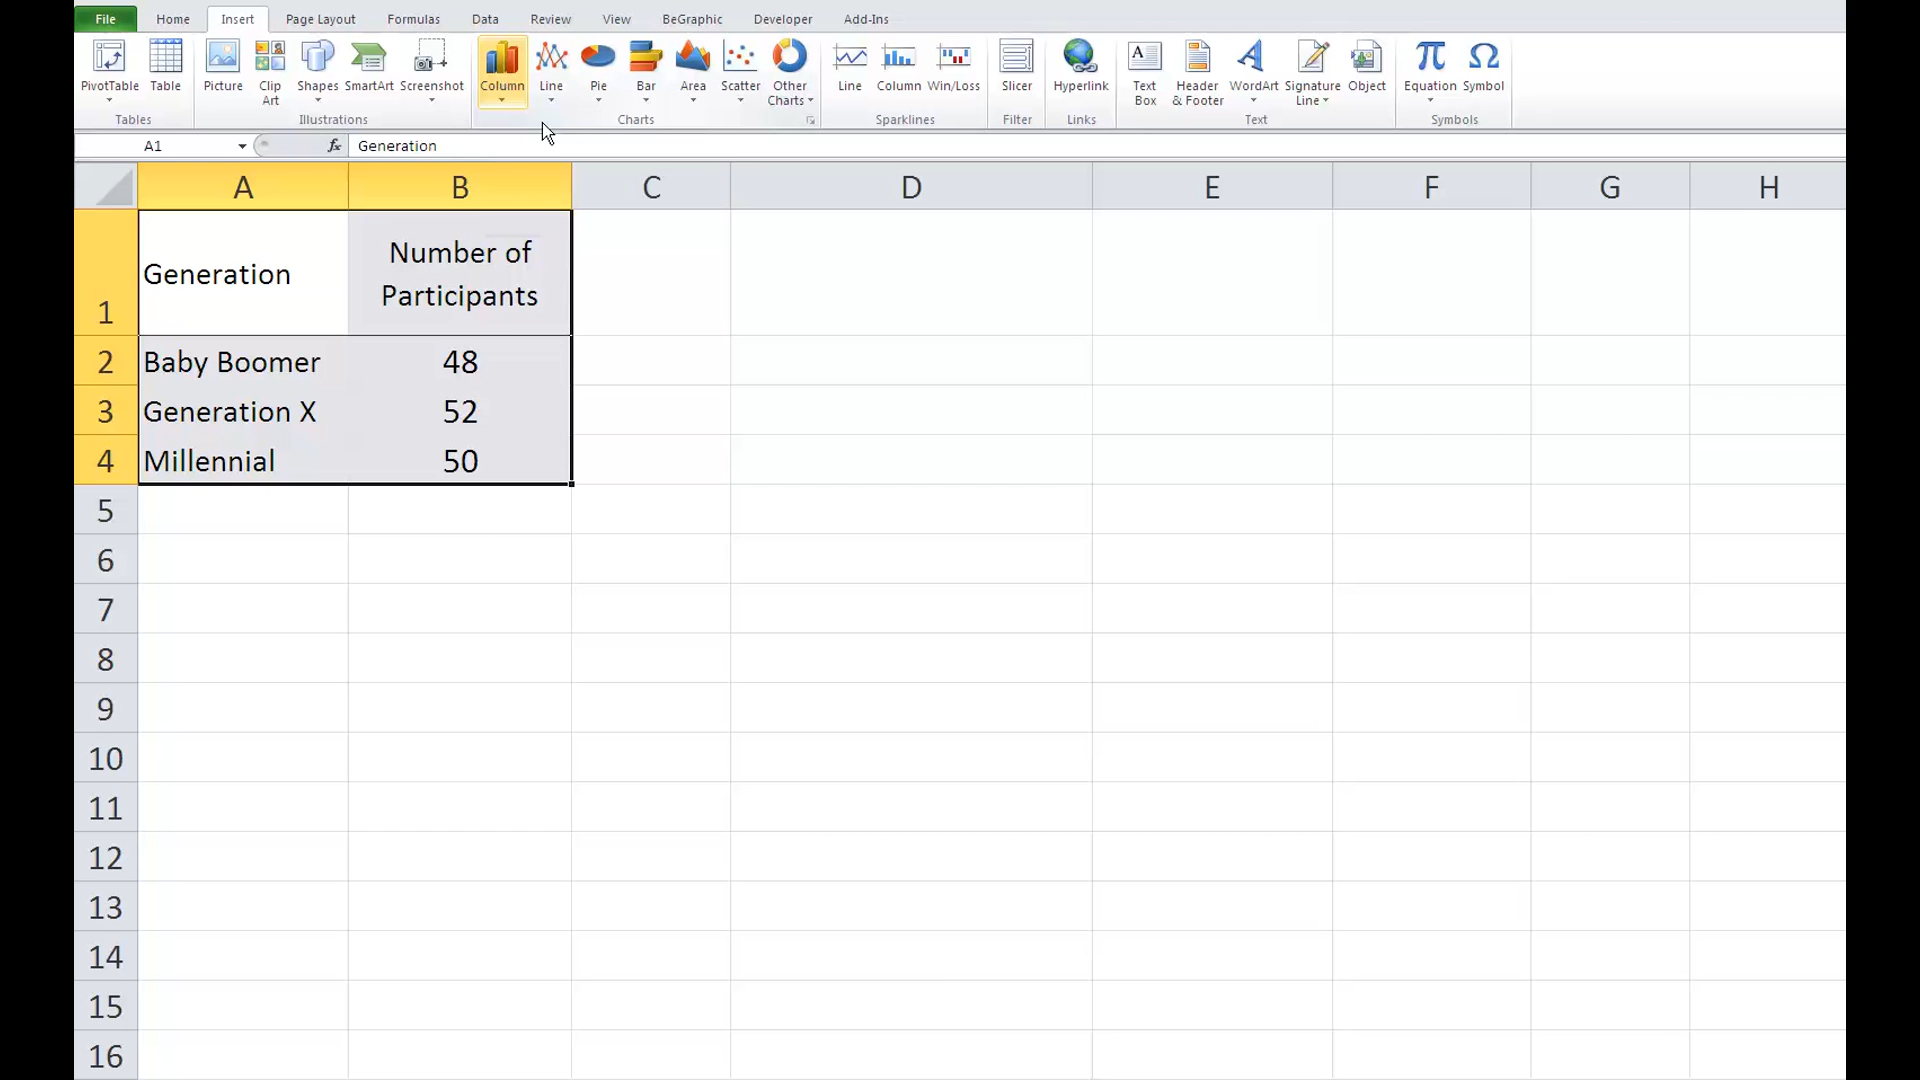 File Home Insert Page Layout Formulas Data Review View BeGraphic Developer Add-Ins
PivotTable Table Picture Clip Art Shapes SmartArt Screenshot Column Line Pie Bar Area Scatter Other Charts Line Column Win/Loss Slicer Hyperlink Text Box Header & Footer WordArt Signature Line Object Equation Symbol
Tables Illustrations Charts Sparklines Filter Links Text Symbols
A1 fx Generation
A B C D E F G H
1 Generation Number of Participants
2 Baby Boomer 48
3 Generation X 52
4 Millennial 50
5
6
7
8
9
10
11
12
13
14
15
16